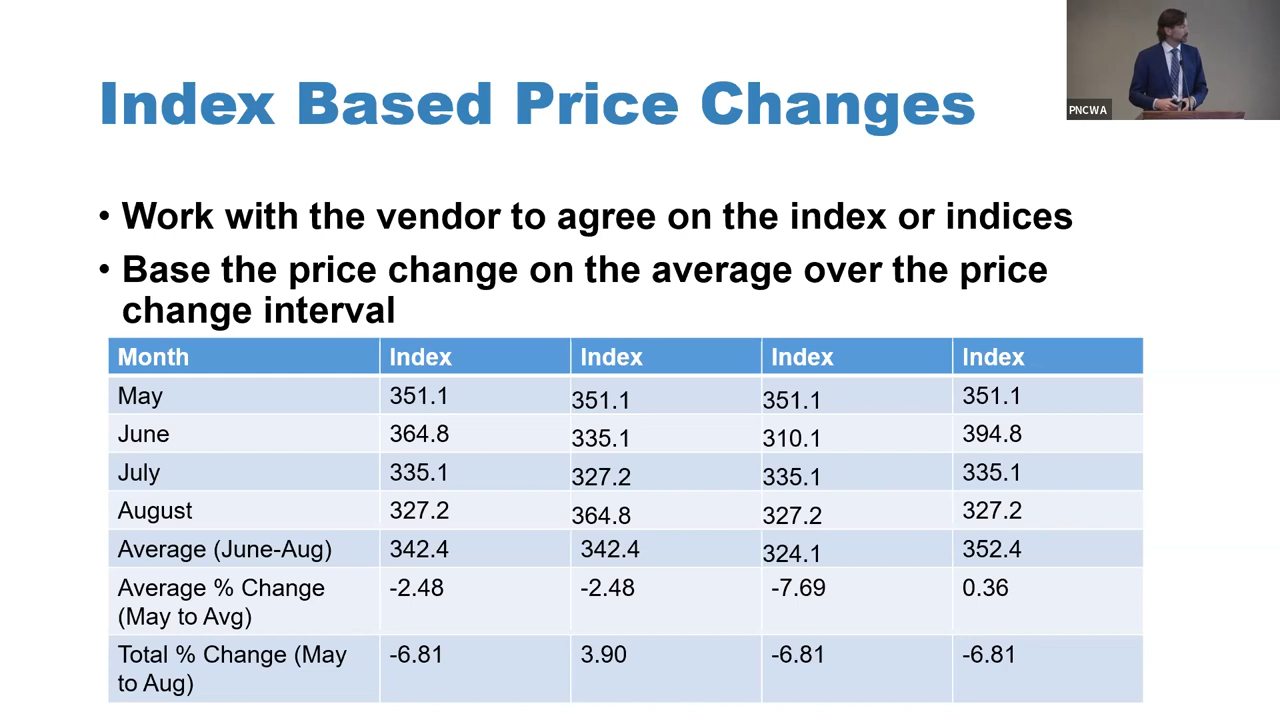 Index Based Price Changes
PNCWA
• Work with the vendor to agree on the index or indices
• Base the price change on the average over the price
change interval
Month Index Index Index Index
May 351.1 351.1 351.1 351.1
June 364.8 335.1 310.1 394.8
July 335.1 327.2 335.1 335.1
August 327.2 364.8 327.2 327.2
Average (June-Aug) 342.4 342.4 324.1 352.4
Average % Change -2.48 -2.48 -7.69 0.36
(May to Avg)
Total % Change (May -6.81 3.90 -6.81 -6.81
to Aug)